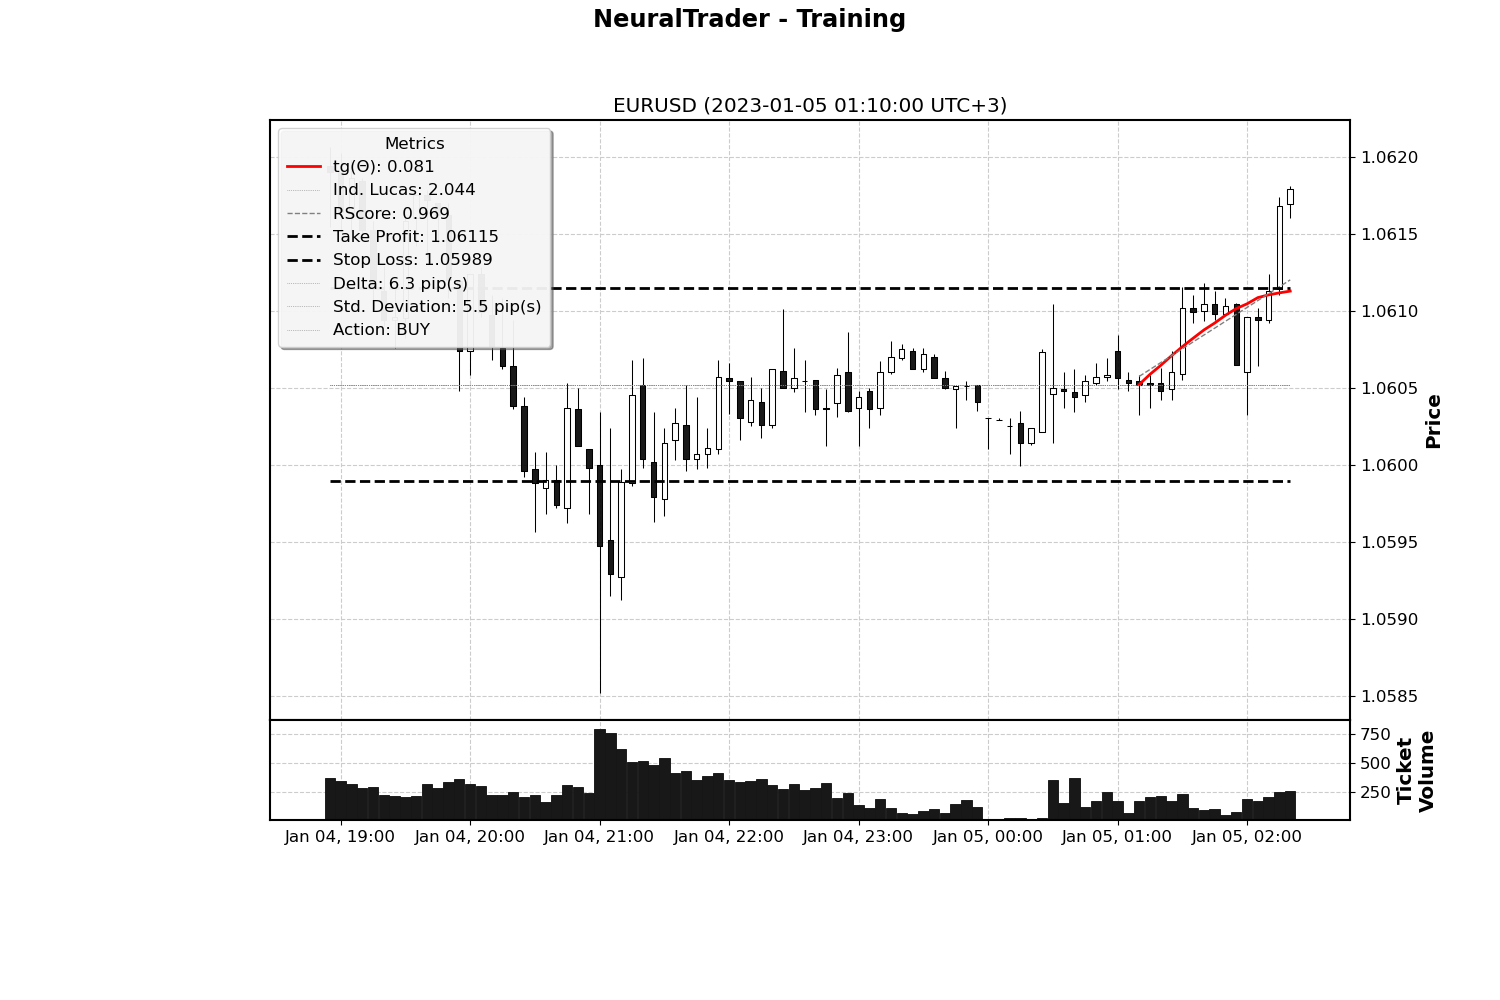 NeuralTrader - Training
EURUSD (2023-01-05 01:10:00 UTC+3)
Metrics
tg(Θ): 0.081
Ind. Lucas: 2.044
RScore: 0.969
Take Profit: 1.06115
Stop Loss: 1.05989
Delta: 6.3 pip(s)
Std. Deviation: 5.5 pip(s)
Action: BUY
1.0620
1.0615
1.0610
1.0605
1.0600
1.0595
1.0590
1.0585
Price
750
500
250
Ticket
Volume
Jan 04, 19:00
Jan 04, 20:00
Jan 04, 21:00
Jan 04, 22:00
Jan 04, 23:00
Jan 05, 00:00
Jan 05, 01:00
Jan 05, 02:00